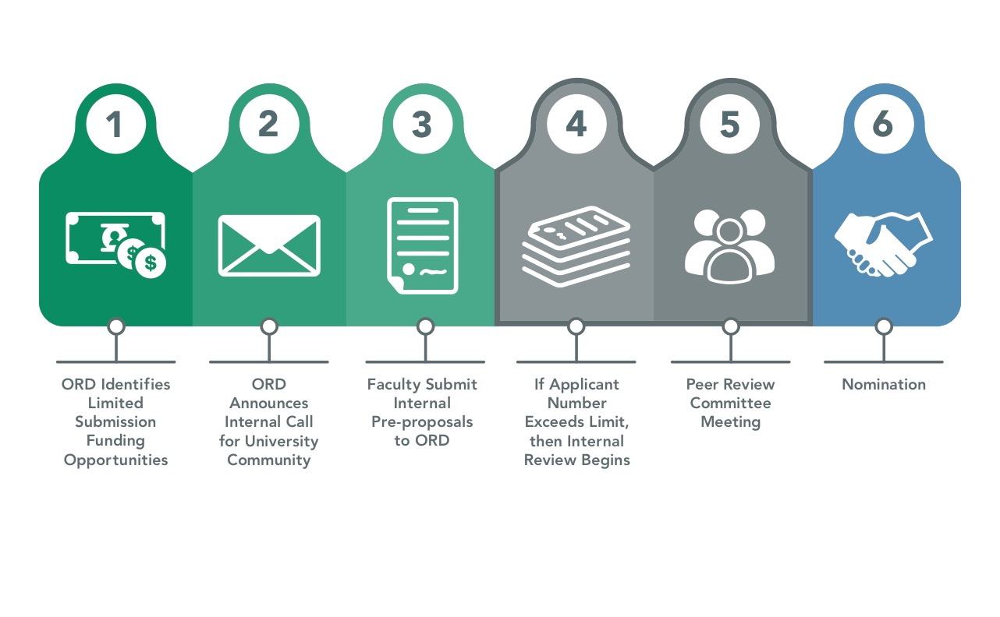 1
2
3
4
5
6
$
$
ORD Identifies
Limited
Submission
Funding
Opportunities
ORD
Announces
Internal Call
for University
Community
Faculty Submit
Internal
Pre-proposals
to ORD
If Applicant
Number
Exceeds Limit,
then Internal
Review Begins
Peer Review
Committee
Meeting
Nomination